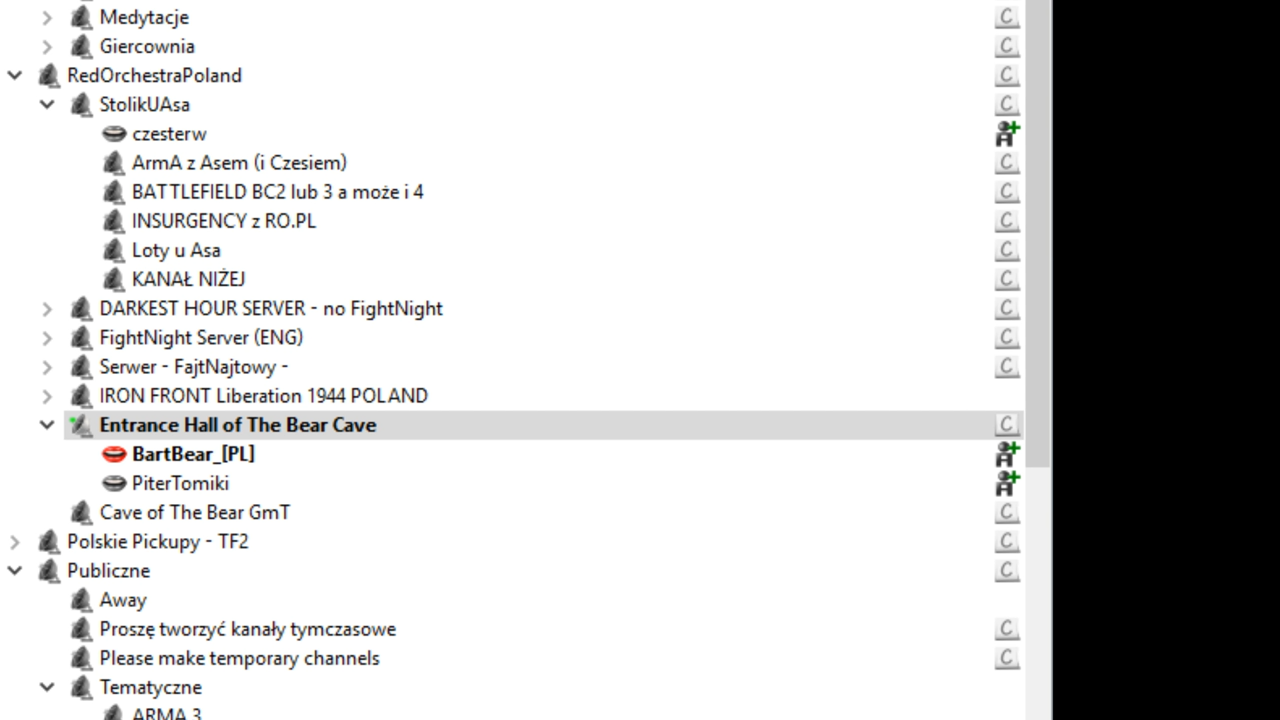 Medytacje
Giercownia
RedOrchestraPoland
StolikUAsa
czesterw
ArmA z Asem (i Czesiem)
BATTLEFIELD BC2 lub 3 a może i 4
INSURGENCY z RO.PL
Loty u Asa
KANAŁ NIŻEJ
DARKEST HOUR SERVER - no FightNight
FightNight Server (ENG)
Serwer - FajtNajtowy -
IRON FRONT Liberation 1944 POLAND
Entrance Hall of The Bear Cave
BartBear_[PL]
PiterTomiki
Cave of The Bear GmT
Polskie Pickupy - TF2
Publiczne
Away
Proszę tworzyć kanały tymczasowe
Please make temporary channels
Tematyczne
ARMA 3